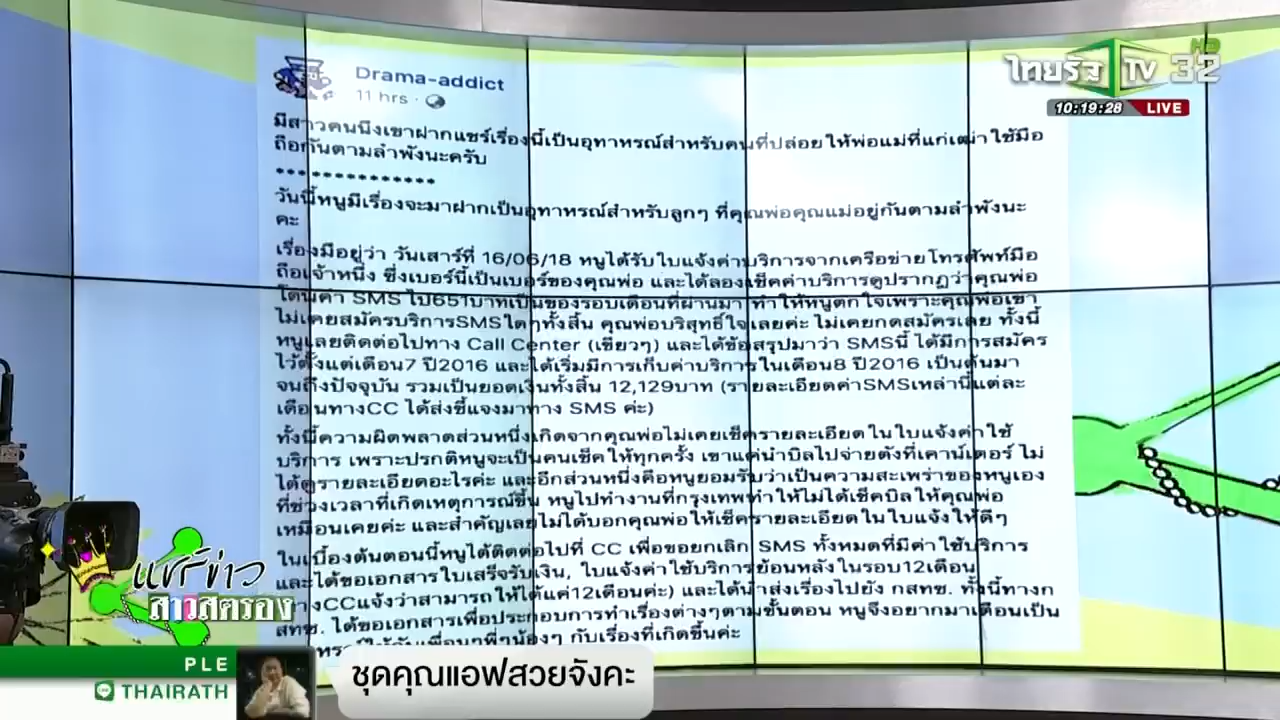 Drama-addict
11 hrs
ไทยรัฐ TV 32 HD
10:19:28 LIVE
มีสาวคนนึงเขาฝากแชร์เรื่องนี้เป็นอุทาหรณ์สำหรับคนที่ปล่อยให้พ่อแม่ที่แก่เฒ่าใช้มือ
ถือกันตามลำพังนะครับ
**************
วันนี้หนูมีเรื่องจะมาฝากเป็นอุทาหรณ์สำหรับลูกๆ ที่คุณพ่อคุณแม่อยู่กันตามลำพังนะ
คะ
เรื่องมีอยู่ว่า วันเสาร์ที่ 16/06/18 หนูได้รับใบแจ้งค่าบริการจากเครือข่ายโทรศัพท์มือ
ถือเจ้าหนึ่ง ซึ่งเบอร์นี้เป็นเบอร์ของคุณพ่อ และได้ลองเช็คค่าบริการดูปรากฏว่าคุณพ่อ
โดนค่า SMS ไป651บาทเป็นของรอบเดือนที่ผ่านมา ทำให้หนูตกใจเพราะคุณพ่อเขา
ไม่เคยสมัครบริการSMSใดๆทั้งสิ้น คุณพ่อบริสุทธิ์ใจเลยค่ะ ไม่เคยกดสมัครเลย ทั้งนี้
หนูเลยติดต่อไปทาง Call Center (เขียวๆ) และได้ข้อสรุปมาว่า SMSนี้ ได้มีการสมัคร
ไว้ตั้งแต่เดือน7 ปี2016 และได้เริ่มมีการเก็บค่าบริการในเดือน8 ปี2016 เป็นต้นมา
จนถึงปัจจุบัน รวมเป็นยอดเงินทั้งสิ้น 12,129บาท (รายละเอียดค่าSMSเหล่านี้แต่ละ
เดือนทางCC ได้ส่งชี้แจงมาทาง SMS ค่ะ)
ทั้งนี้ความผิดพลาดส่วนหนึ่งเกิดจากคุณพ่อไม่เคยเช็ครายละเอียดในใบแจ้งค่าใช้
บริการ เพราะปรกติหนูจะเป็นคนเช็คให้ทุกครั้ง เขาแค่นำบิลไปจ่ายตังที่เคาน์เตอร์ ไม่
ได้ดูรายละเอียดอะไรค่ะ และอีกส่วนหนึ่งคือหนูยอมรับว่าเป็นความสะเพร่าของหนูเอง
ที่ช่วงเวลาที่เกิดเหตุการณ์ขึ้น หนูไปทำงานที่กรุงเทพทำให้ไม่ได้เช็คบิลให้คุณพ่อ
เหมือนเคยค่ะ และสำคัญเลยไม่ได้บอกคุณพ่อให้เช็ครายละเอียดในใบแจ้งให้ดีๆ
ในเบื้องต้นตอนนี้หนูได้ติดต่อไปที่ CC เพื่อขอยกเลิก SMS ทั้งหมดที่มีค่าใช้บริการ
และได้ขอเอกสารใบเสร็จรับเงิน, ใบแจ้งค่าใช้บริการย้อนหลังในรอบ12เดือน
างCCแจ้งว่าสามารถให้ได้แค่12เดือนค่ะ) และได้นำส่งเรื่องไปยัง กสทช. ทั้งนี้ทางก
สทช. ได้ขอเอกสารเพื่อประกอบการทำเรื่องต่างๆตามขั้นตอน หนูจึงอยากมาเตือนเป็น
กับเรื่องที่เกิดขึ้นค่ะ
แชร์ข่าว
สาวสตรอง
PLE
THAIRATH
ชุดคุณแอฟสวยจังคะ